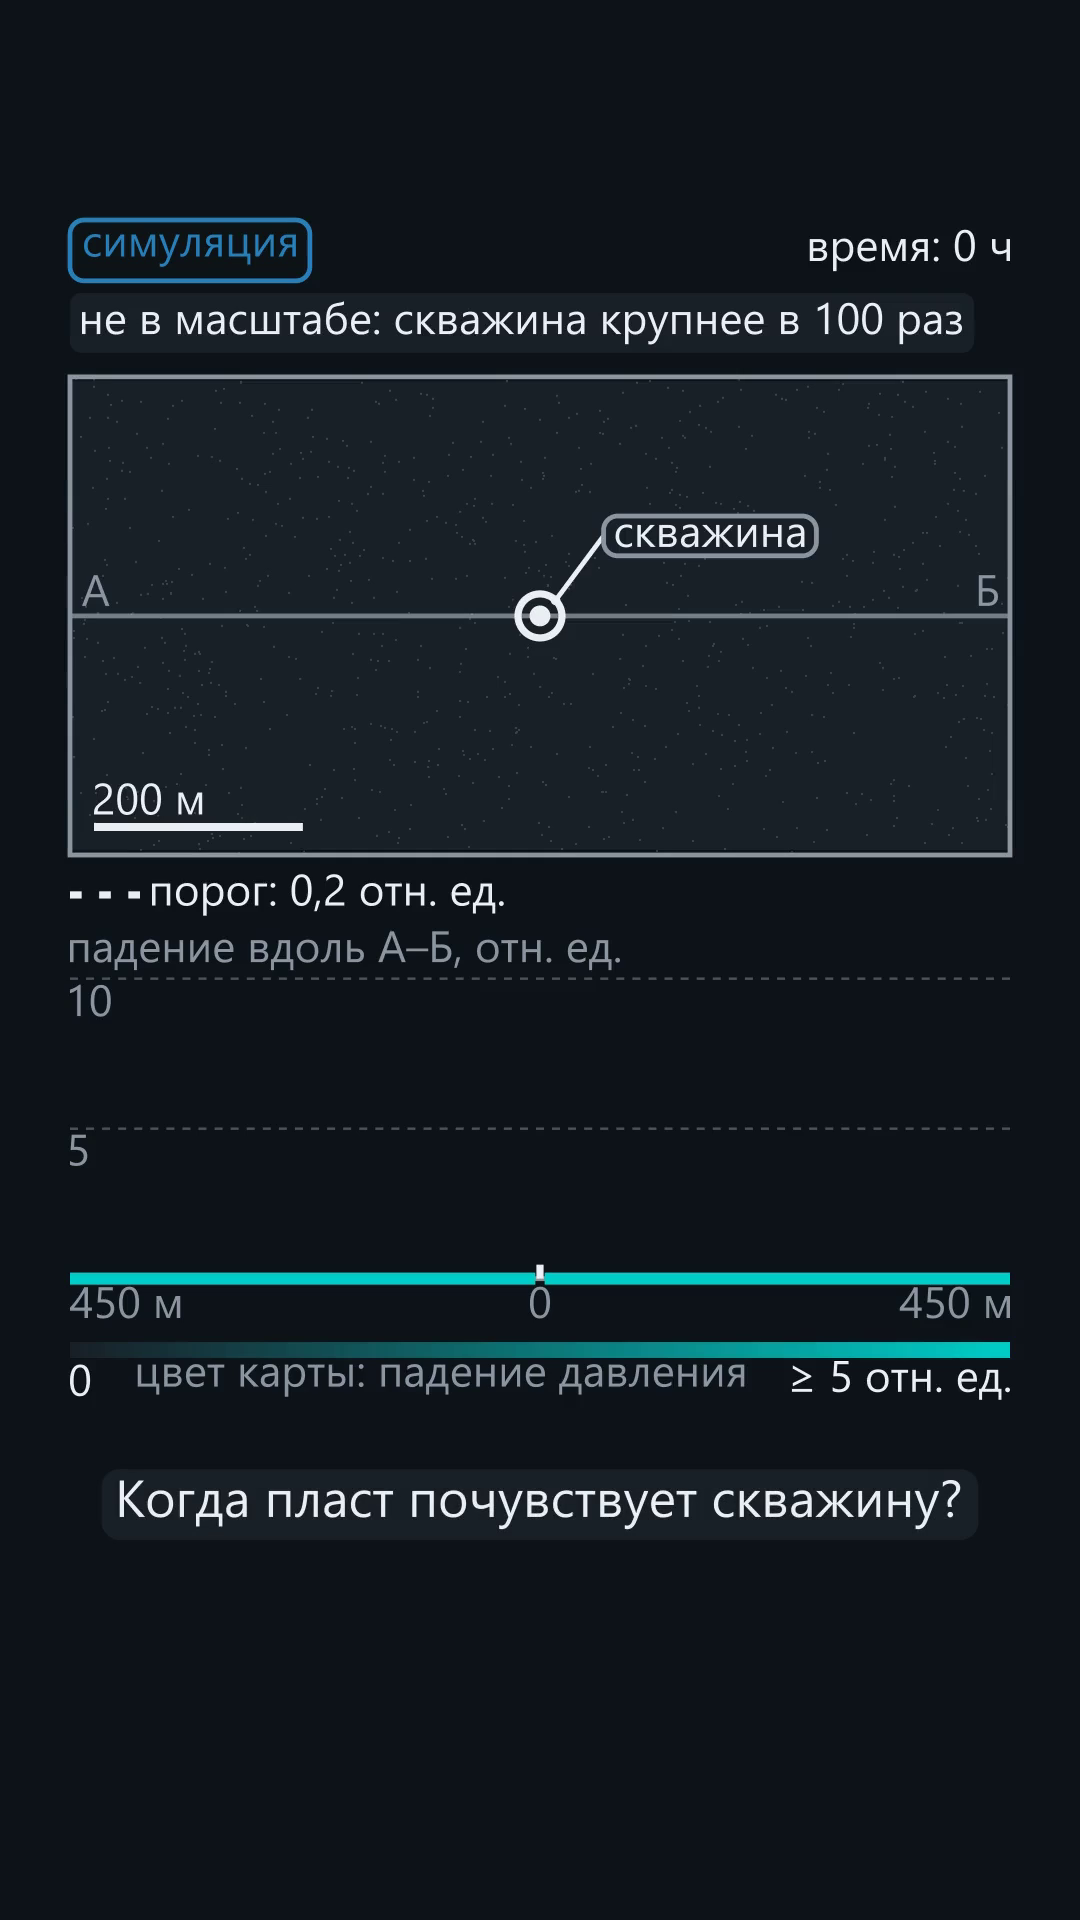 симуляция
время: 0 ч
не в масштабе: скважина крупнее в 100 раз
скважина
А
Б
200 м
порог: 0,2 отн. ед.
падение вдоль А–Б, отн. ед.
10
5
450 м
0
450 м
0
цвет карты: падение давления
≥ 5 отн. ед.
Когда пласт почувствует скважину?